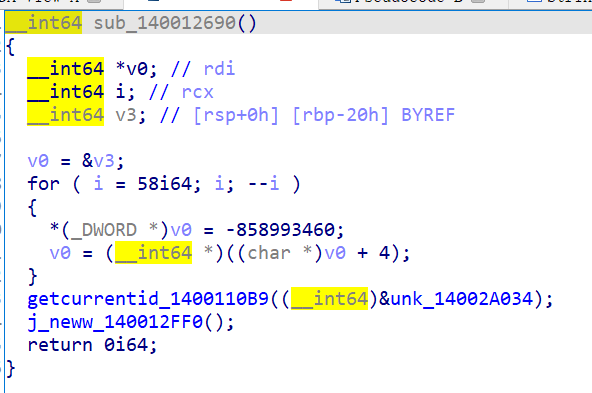 __int64 sub_140012690()
{
  __int64 *v0; // rdi
  __int64 i; // rcx
  __int64 v3; // [rsp+0h] [rbp-20h] BYREF

  v0 = &v3;
  for ( i = 58i64; i; --i )
  {
    *(_DWORD *)v0 = -858993460;
    v0 = (__int64 *)((char *)v0 + 4);
  }
  getcurrentid_1400110B9((__int64)&unk_14002A034);
  j_neww_140012FF0();
  return 0i64;
}